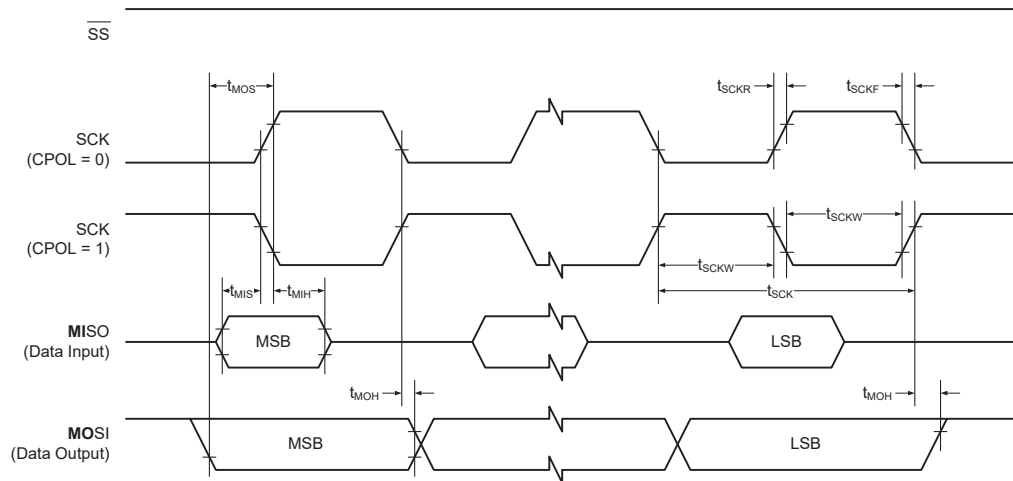 SS
tMOS
tSCKR
tSCKF
SCK
(CPOL = 0)
SCK
(CPOL = 1)
tSCKW
tSCKW
tSCK
tMIS
tMIH
MISO
(Data Input)
MSB
LSB
tMOH
tMOH
MOSI
(Data Output)
MSB
LSB